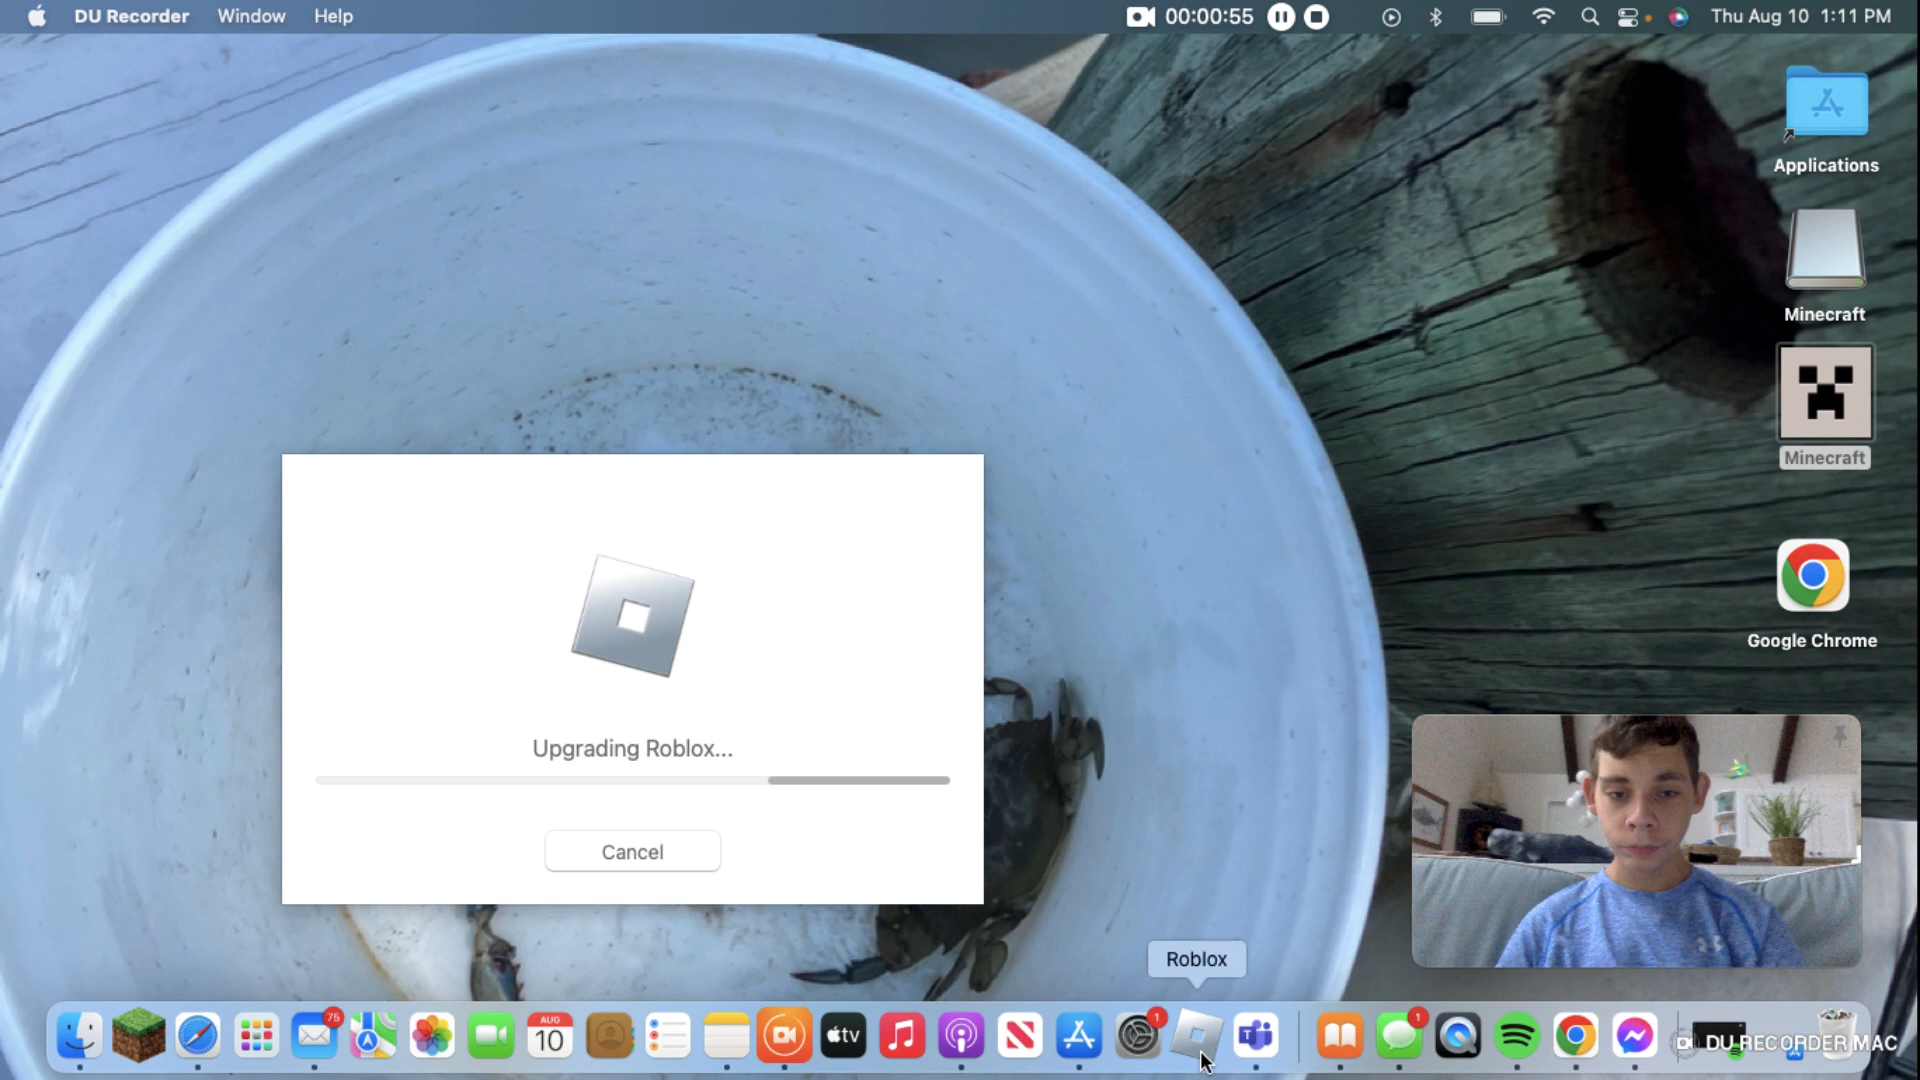 DU Recorder Window Help 00:00:55 Thu Aug 10 1:11 PM
Applications
Minecraft
Minecraft
Google Chrome
Upgrading Roblox...
Cancel
Roblox
75
AUG
10
tv
1
1
DU RECORDER MAC